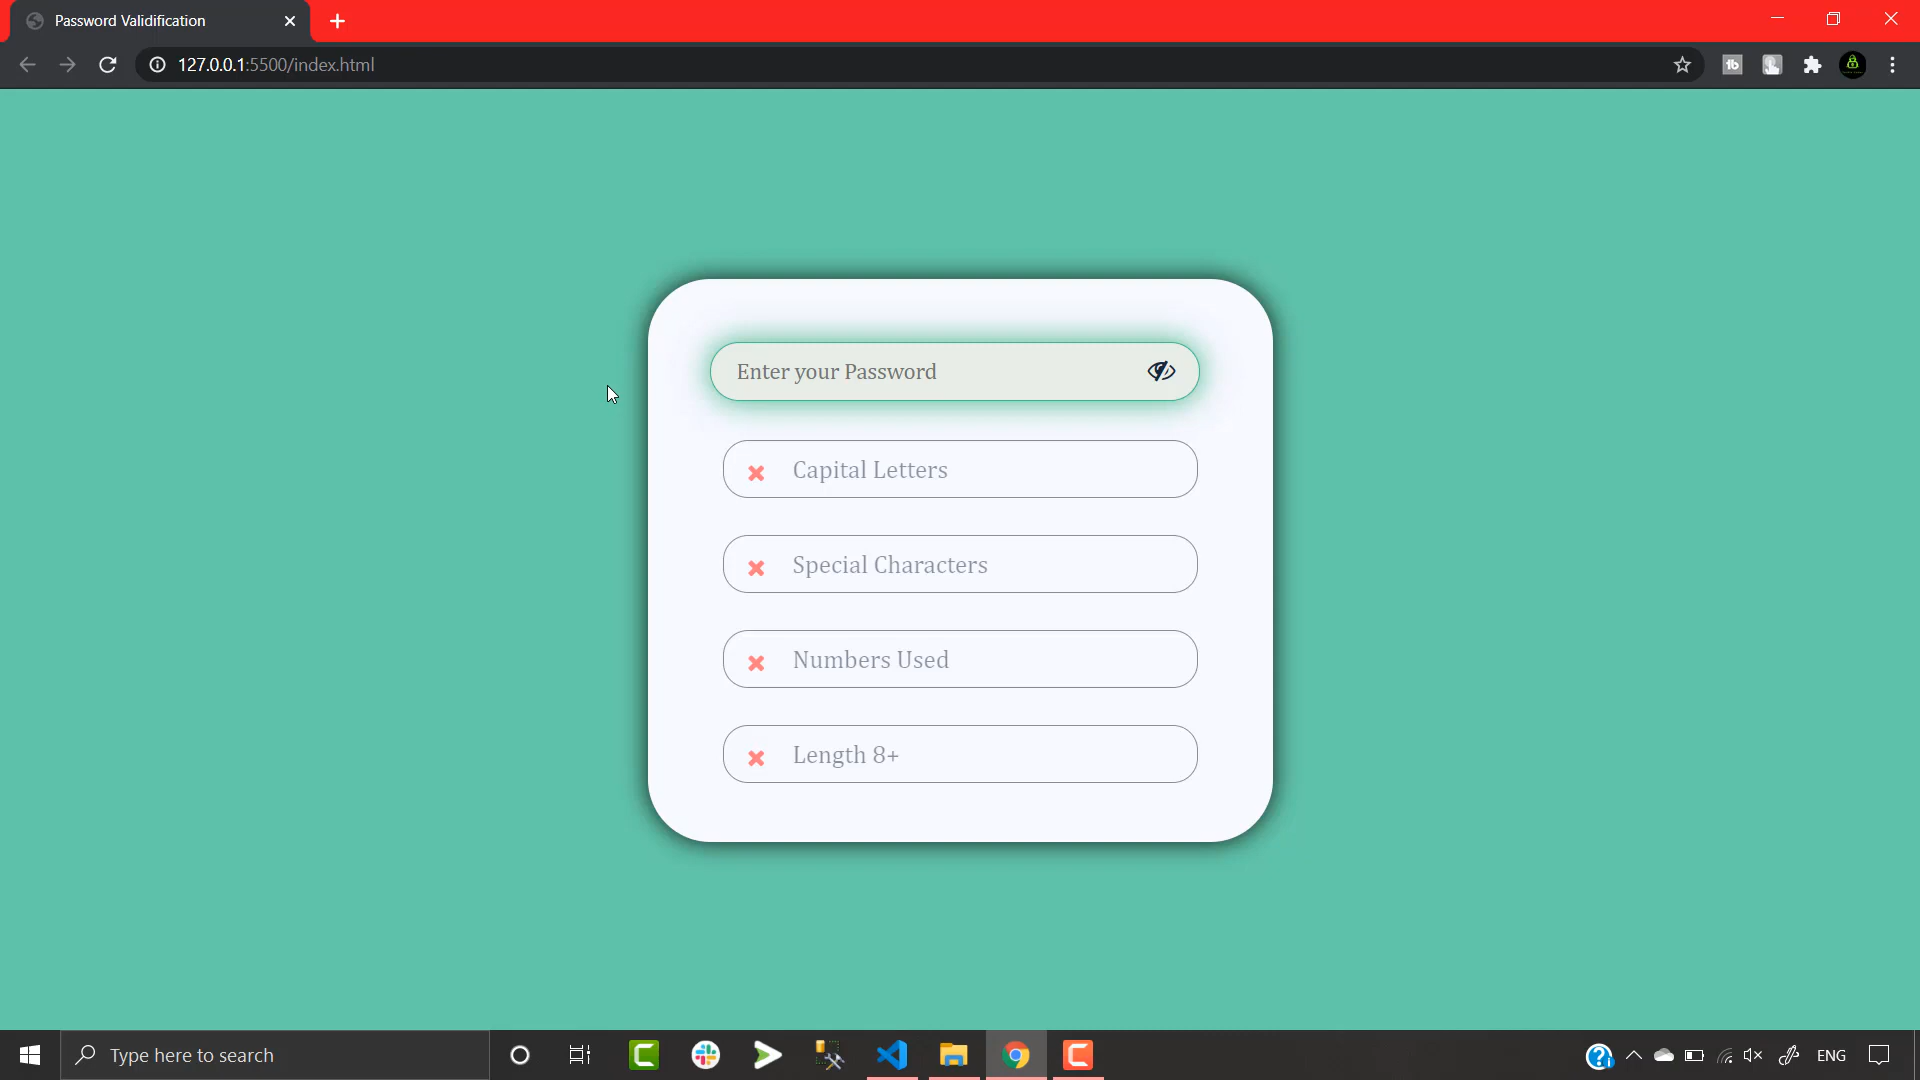 Password Validification
127.0.0.1:5500/index.html
Enter your Password
Capital Letters
Special Characters
Numbers Used
Length 8+
Type here to search
ENG